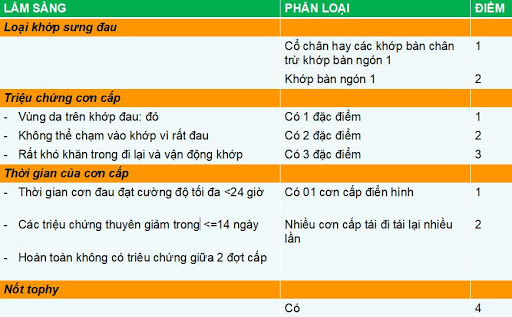 LÂM SÀNG PHÂN LOẠI ĐIỂM
Loại khớp sưng đau
Cổ chân hay các khớp bàn chân 1
trừ khớp bàn ngón 1
Khớp bàn ngón 1 2
Triệu chứng cơn cấp
- Vùng da trên khớp đau: đỏ Có 1 đặc điểm 1
- Không thể chạm vào khớp vì rất đau Có 2 đặc điểm 2
- Rất khó khăn trong đi lại và vận động khớp Có 3 đặc điểm 3
Thời gian của cơn cấp
- Thời gian cơn đau đạt cường độ tối đa <24 giờ Có 01 cơn cấp điển hình 1
- Các triệu chứng thuyên giảm trong <=14 ngày Nhiều cơn cấp tái đi tái lại nhiều 2
lần
- Hoàn toàn không có triêu chứng giữa 2 đợt cấp
Nốt tophy
Có 4